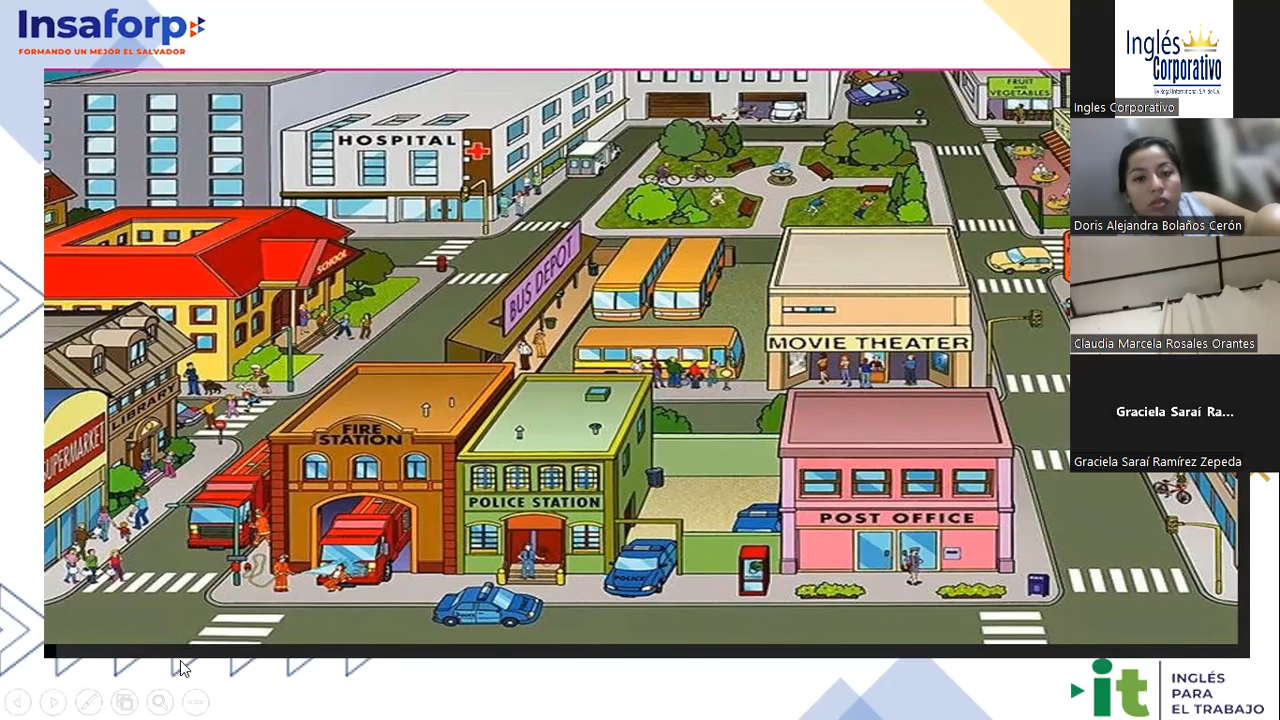 Insaforp
FORMANDO UN MEJOR EL SALVADOR
Inglés
Corporativo
Ingles Corporativo
FRUIT
AND
VEGETABLES
HOSPITAL
Doris Alejandra Bolaños Cerón
SCHOOL
BUS DEPOT
MOVIE THEATER
Claudia Marcela Rosales Orantes
LIBRARY
SUPERMARKET
FIRE
STATION
Graciela Saraí Ra...
Graciela Saraí Ramírez Zepeda
POLICE STATION
POST OFFICE
POLICE
it
INGLÉS
PARA
EL TRABAJO